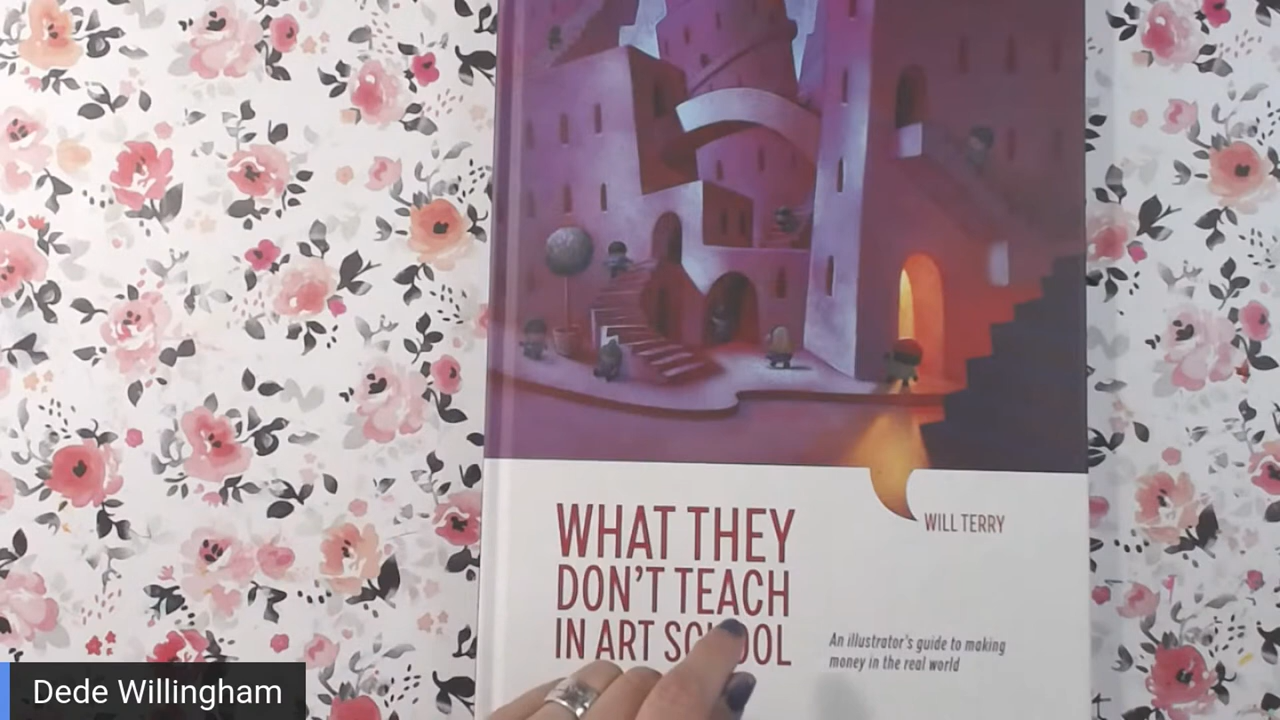 WHAT THEY
DON'T TEACH
IN ART SCHOOL
WILL TERRY
An illustrator's guide to making
money in the real world
Dede Willingham